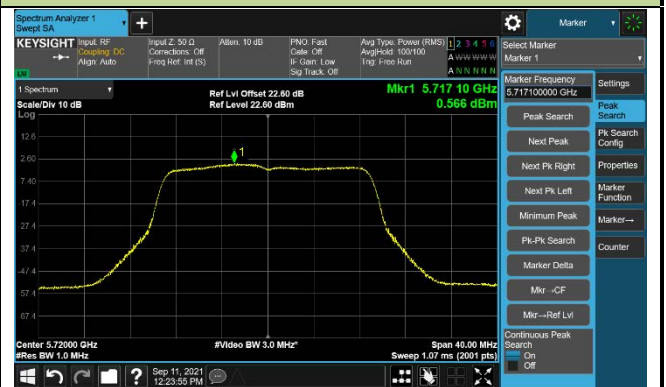 Spectrum Analyzer 1
Swept SA
+
Marker
KEYSIGHT
Input: RF
Coupling: DC
Align: Auto
Input Z: 50 Ω
Corrections: Off
Freq Ref: Int (S)
Atten: 10 dB
PNO: Fast
Gate: Off
IF Gain: Low
Sig Track: Off
Avg Type: Power (RMS)
Avg|Hold: 100/100
Trig: Free Run
1 2 3 4 5 6
A W W W W W
A N N N N N
Select Marker
Marker 1
1 Spectrum
Scale/Div 10 dB
Log
Ref Lvl Offset 22.60 dB
Ref Level 22.60 dBm
Mkr1 5.717 10 GHz
0.566 dBm
12.6
2.60
-7.40
-17.4
-27.4
-37.4
-47.4
-57.4
-67.4
1
Center 5.72000 GHz
#Res BW 1.0 MHz
#Video BW 3.0 MHz*
Span 40.00 MHz
Sweep 1.07 ms (2001 pts)
Marker Frequency
5.717100000 GHz
Peak Search
Next Peak
Next Pk Right
Next Pk Left
Minimum Peak
Pk-Pk Search
Marker Delta
Mkr→CF
Mkr→Ref Lvl
Continuous Peak
Search
On
Off
Settings
Peak
Search
Pk Search
Config
Properties
Marker
Function
Marker→
Counter
?
Sep 11, 2021
12:23:55 PM